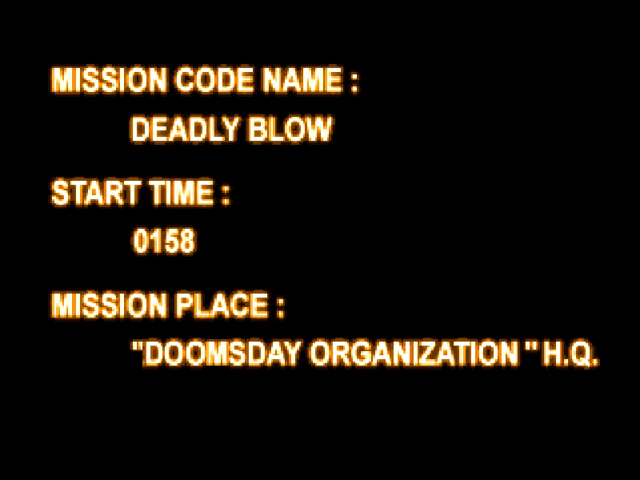 MISSION CODE NAME :
DEADLY BLOW
START TIME :
0158
MISSION PLACE :
"DOOMSDAY ORGANIZATION " H.Q.